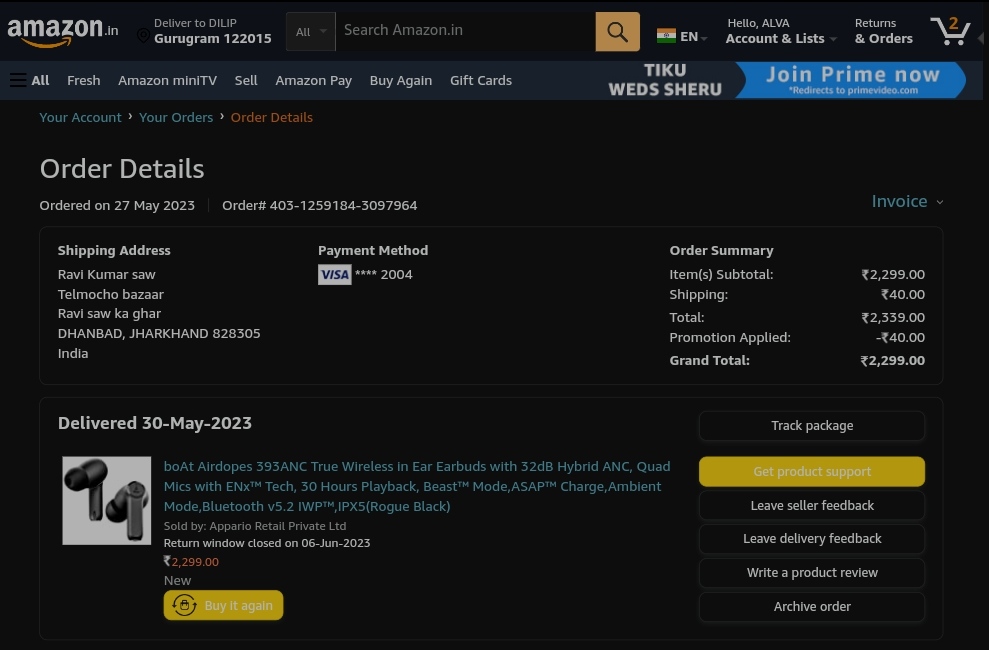 amazon.in
Deliver to DILIP
Gurugram 122015
All
Search Amazon.in
EN
Hello, ALVA
Account & Lists
Returns
& Orders
2
All
Fresh
Amazon miniTV
Sell
Amazon Pay
Buy Again
Gift Cards
TIKU
WEDS SHERU
Join Prime now
*Redirects to primevideo.com
Your Account › Your Orders › Order Details
Order Details
Ordered on 27 May 2023
Order# 403-1259184-3097964
Invoice
Shipping Address
Ravi Kumar saw
Telmocho bazaar
Ravi saw ka ghar
DHANBAD, JHARKHAND 828305
India
Payment Method
VISA **** 2004
Order Summary
Item(s) Subtotal: ₹2,299.00
Shipping: ₹40.00
Total: ₹2,339.00
Promotion Applied: -₹40.00
Grand Total: ₹2,299.00
Delivered 30-May-2023
boAt Airdopes 393ANC True Wireless in Ear Earbuds with 32dB Hybrid ANC, Quad
Mics with ENx™ Tech, 30 Hours Playback, Beast™ Mode,ASAP™ Charge,Ambient
Mode,Bluetooth v5.2 IWP™,IPX5(Rogue Black)
Sold by: Appario Retail Private Ltd
Return window closed on 06-Jun-2023
₹2,299.00
New
Buy it again
Track package
Get product support
Leave seller feedback
Leave delivery feedback
Write a product review
Archive order